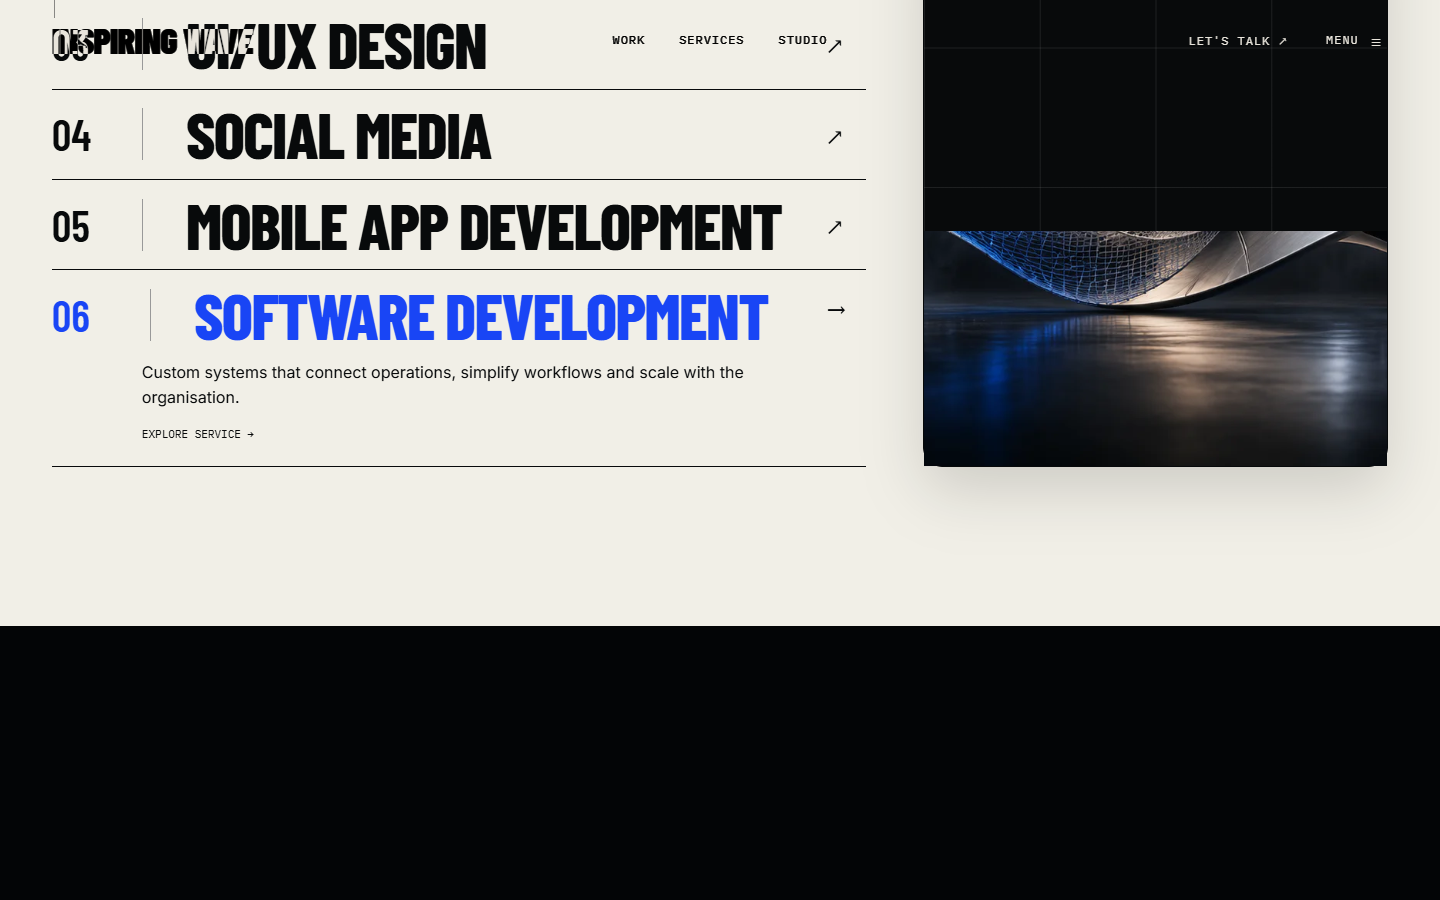 INSPIRING WAVE
WORK
SERVICES
STUDIO
LET'S TALK ↗
MENU ≡
03 UI/UX DESIGN ↗
04 SOCIAL MEDIA ↗
05 MOBILE APP DEVELOPMENT ↗
06 SOFTWARE DEVELOPMENT →
Custom systems that connect operations, simplify workflows and scale with the
organisation.
EXPLORE SERVICE →